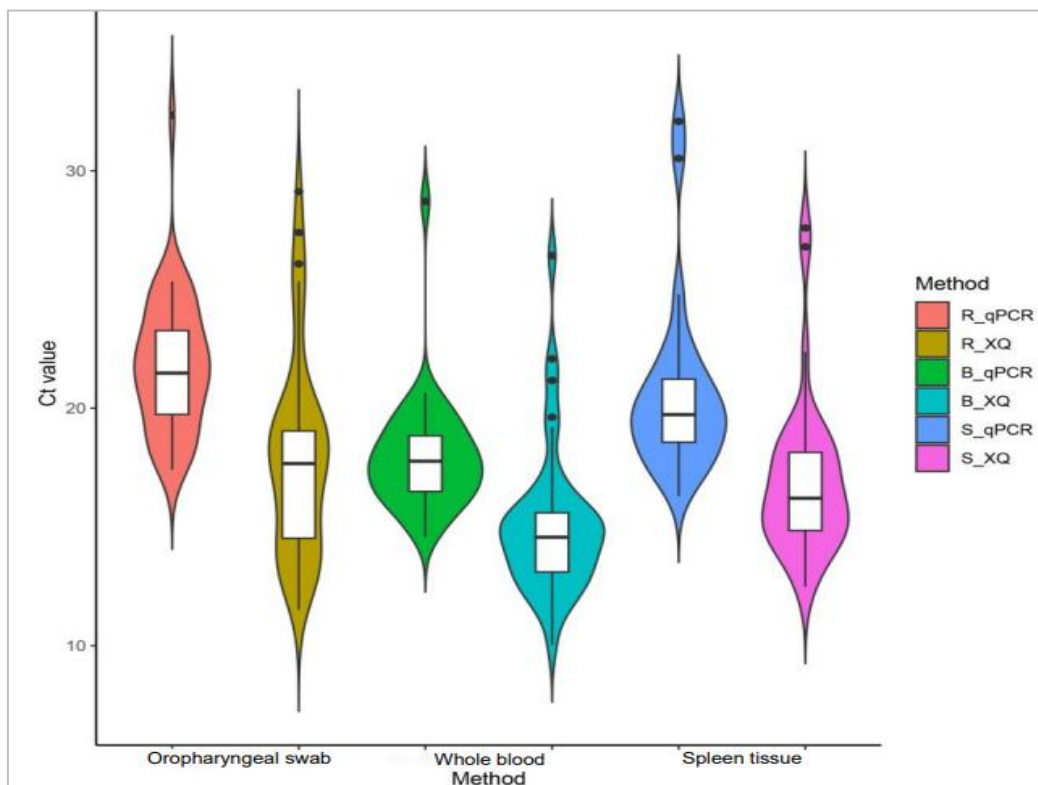 Ct value
30
20
10
Oropharyngeal swab
Whole blood
Spleen tissue
Method
Method
R_qPCR
R_XQ
B_qPCR
B_XQ
S_qPCR
S_XQ